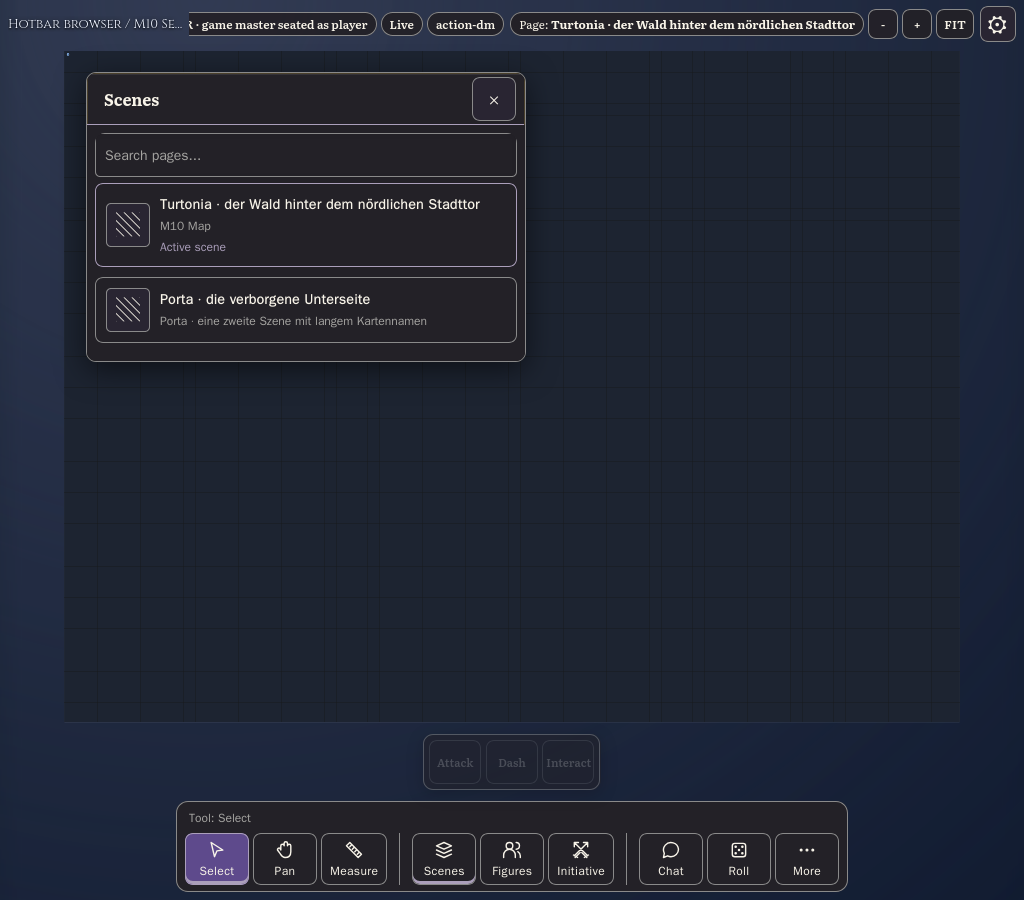 Hotbar browser / M10 Se…
R · game master seated as player
Live
action-dm
Page: Turtonia · der Wald hinter dem nördlichen Stadttor
-
+
FIT
Scenes
×
Search pages...
Turtonia · der Wald hinter dem nördlichen Stadttor
M10 Map
Active scene
Porta · die verborgene Unterseite
Porta · eine zweite Szene mit langem Kartennamen
Attack
Dash
Interact
Tool: Select
Select
Pan
Measure
Scenes
Figures
Initiative
Chat
Roll
More